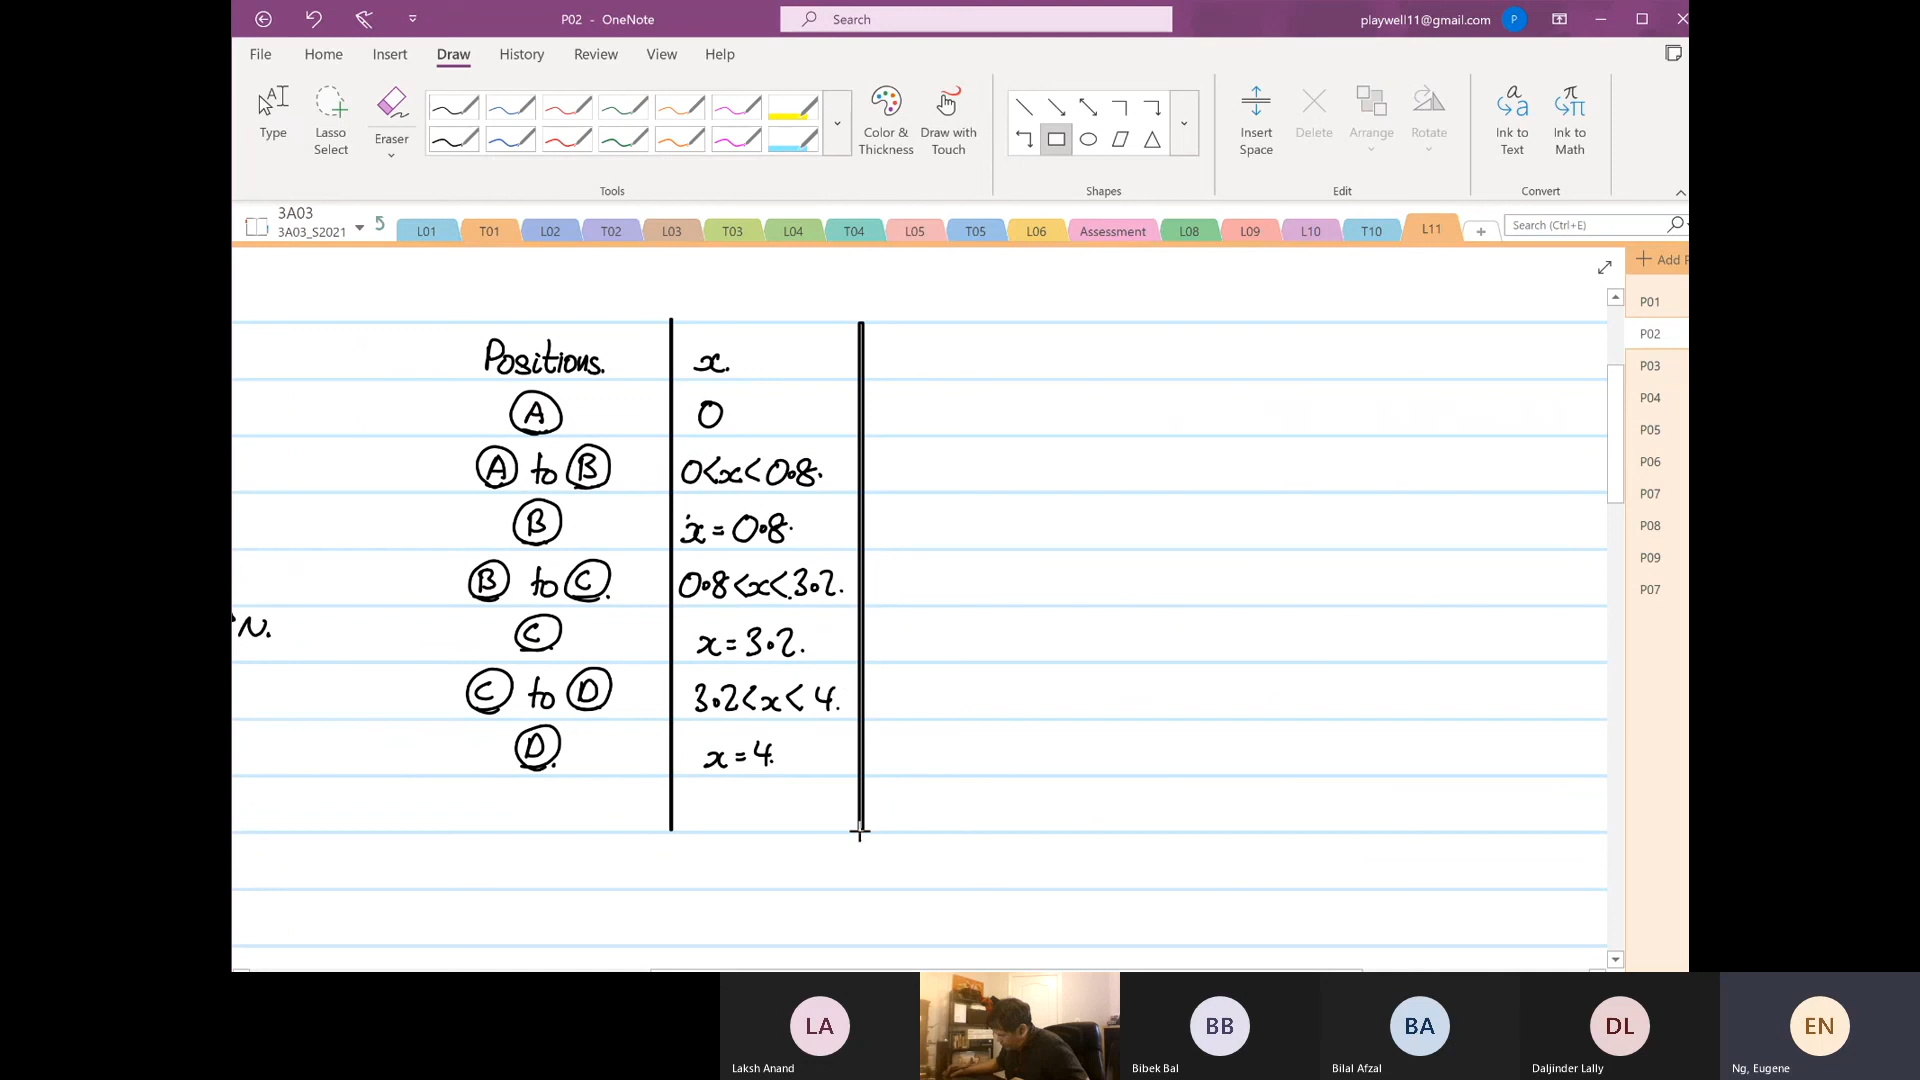 P02 - OneNote
Search
playwell11@gmail.com
P
File
Home
Insert
Draw
History
Review
View
Help
Type
Lasso Select
Eraser
Color & Thickness
Draw with Touch
Insert Space
Delete
Arrange
Rotate
Ink to Text
Ink to Math
Tools
Shapes
Edit
Convert
3A03
3A03_S2021
L01
T01
L02
T02
L03
T03
L04
T04
L05
T05
L06
Assessment
L08
L09
L10
T10
L11
Search (Ctrl+E)
Add P
P01
P02
P03
P04
P05
P06
P07
P08
P09
P07
Positions. x.
A 0
A to B 0<x<0.8.
B x=0.8.
B to C. 0.8<x<3.2.
N.
C x=3.2.
C to D 3.2<x<4.
D. x=4.
LA
Laksh Anand
BB
Bibek Bal
BA
Bilal Afzal
DL
Daljinder Lally
EN
Ng, Eugene